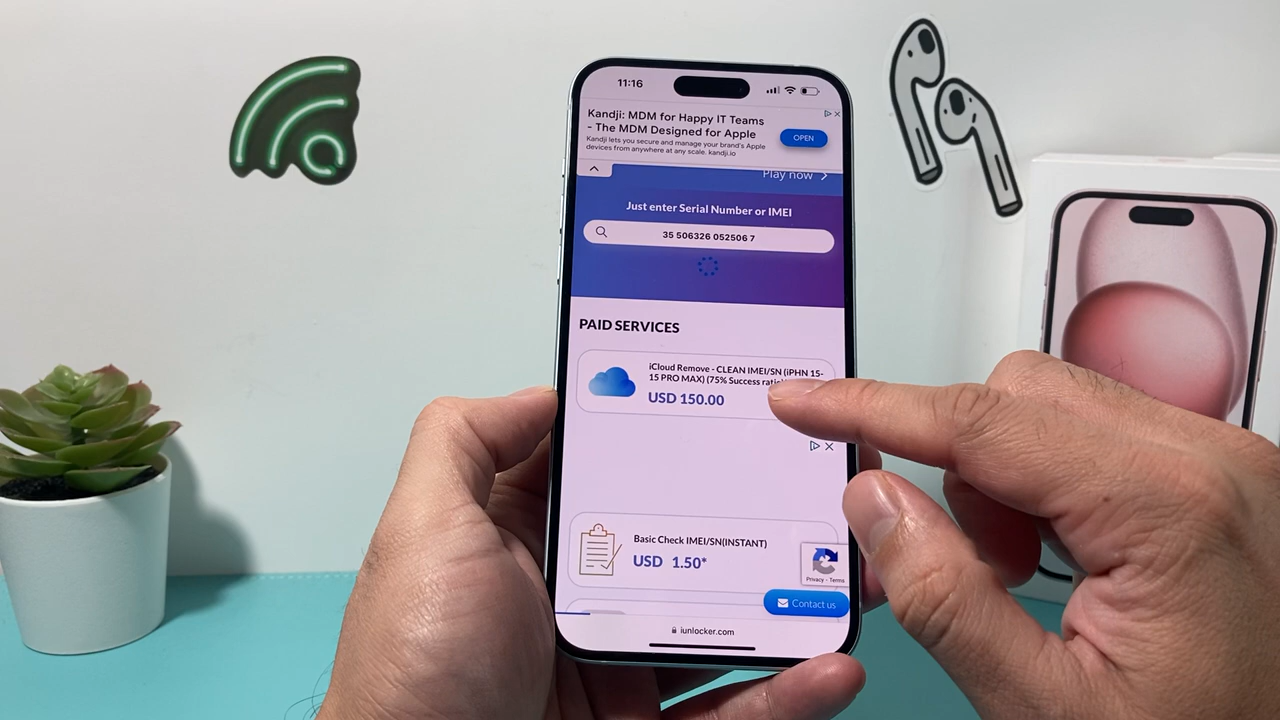 11:16
Kandji: MDM for Happy IT Teams
- The MDM Designed for Apple
Kandji lets you secure and manage your brand's Apple
devices from anywhere at any scale. kandji.io
OPEN
Play now
Just enter Serial Number or IMEI
35 506326 052506 7
PAID SERVICES
iCloud Remove - CLEAN IMEI/SN (iPHN 15-
15 PRO MAX) (75% Success ratio
USD 150.00
Basic Check IMEI/SN(INSTANT)
USD 1.50*
Privacy - Terms
Contact us
iunlocker.com